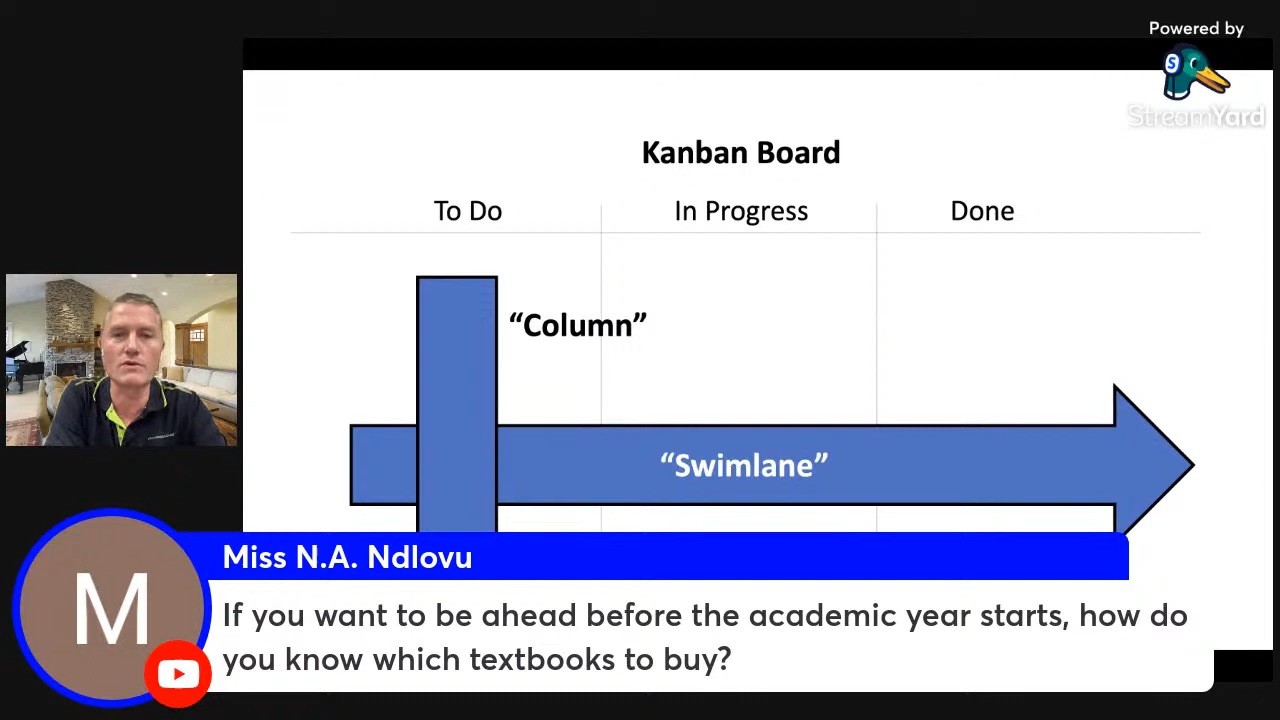 Powered by
StreamYard
Kanban Board
To Do In Progress Done
“Column”
“Swimlane”
Miss N.A. Ndlovu
M
If you want to be ahead before the academic year starts, how do
you know which textbooks to buy?